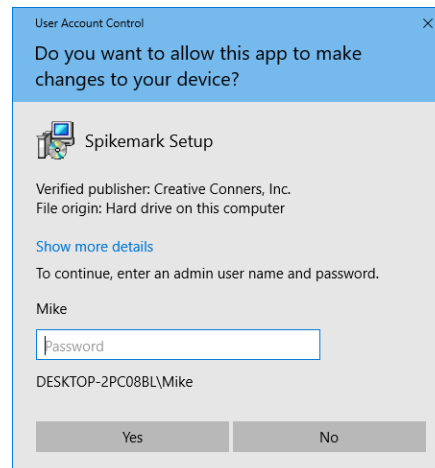 User Account Control
Do you want to allow this app to make
changes to your device?
Spikemark Setup
Verified publisher: Creative Conners, Inc.
File origin: Hard drive on this computer
Show more details
To continue, enter an admin user name and password.
Mike
Password
DESKTOP-2PC08BL\Mike
Yes
No